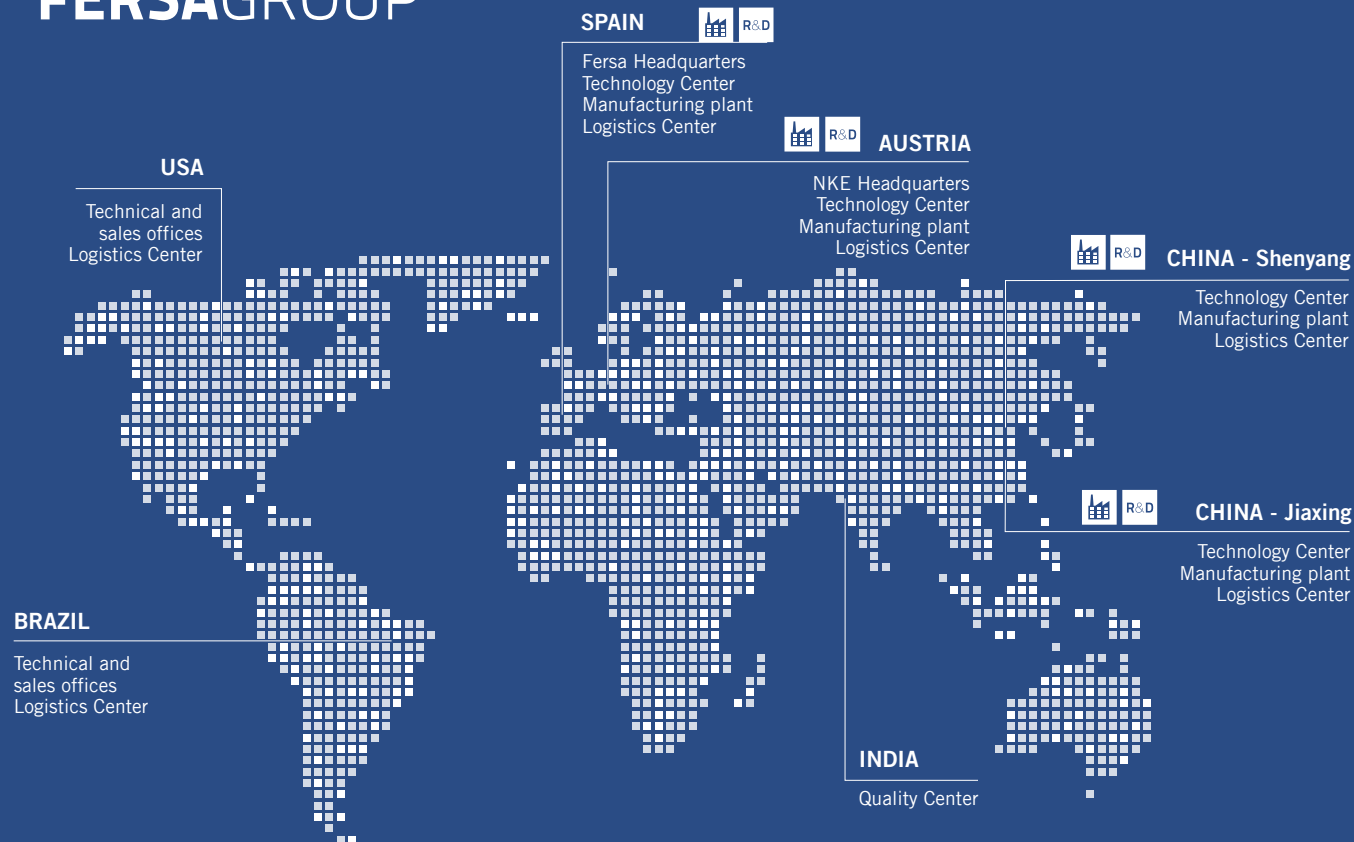 FERSAGROUP
SPAIN
R&D
Fersa Headquarters
Technology Center
Manufacturing plant
Logistics Center
R&D
AUSTRIA
NKE Headquarters
Technology Center
Manufacturing plant
Logistics Center
USA
Technical and
sales offices
Logistics Center
R&D
CHINA - Shenyang
Technology Center
Manufacturing plant
Logistics Center
R&D
CHINA - Jiaxing
Technology Center
Manufacturing plant
Logistics Center
BRAZIL
Technical and
sales offices
Logistics Center
INDIA
Quality Center